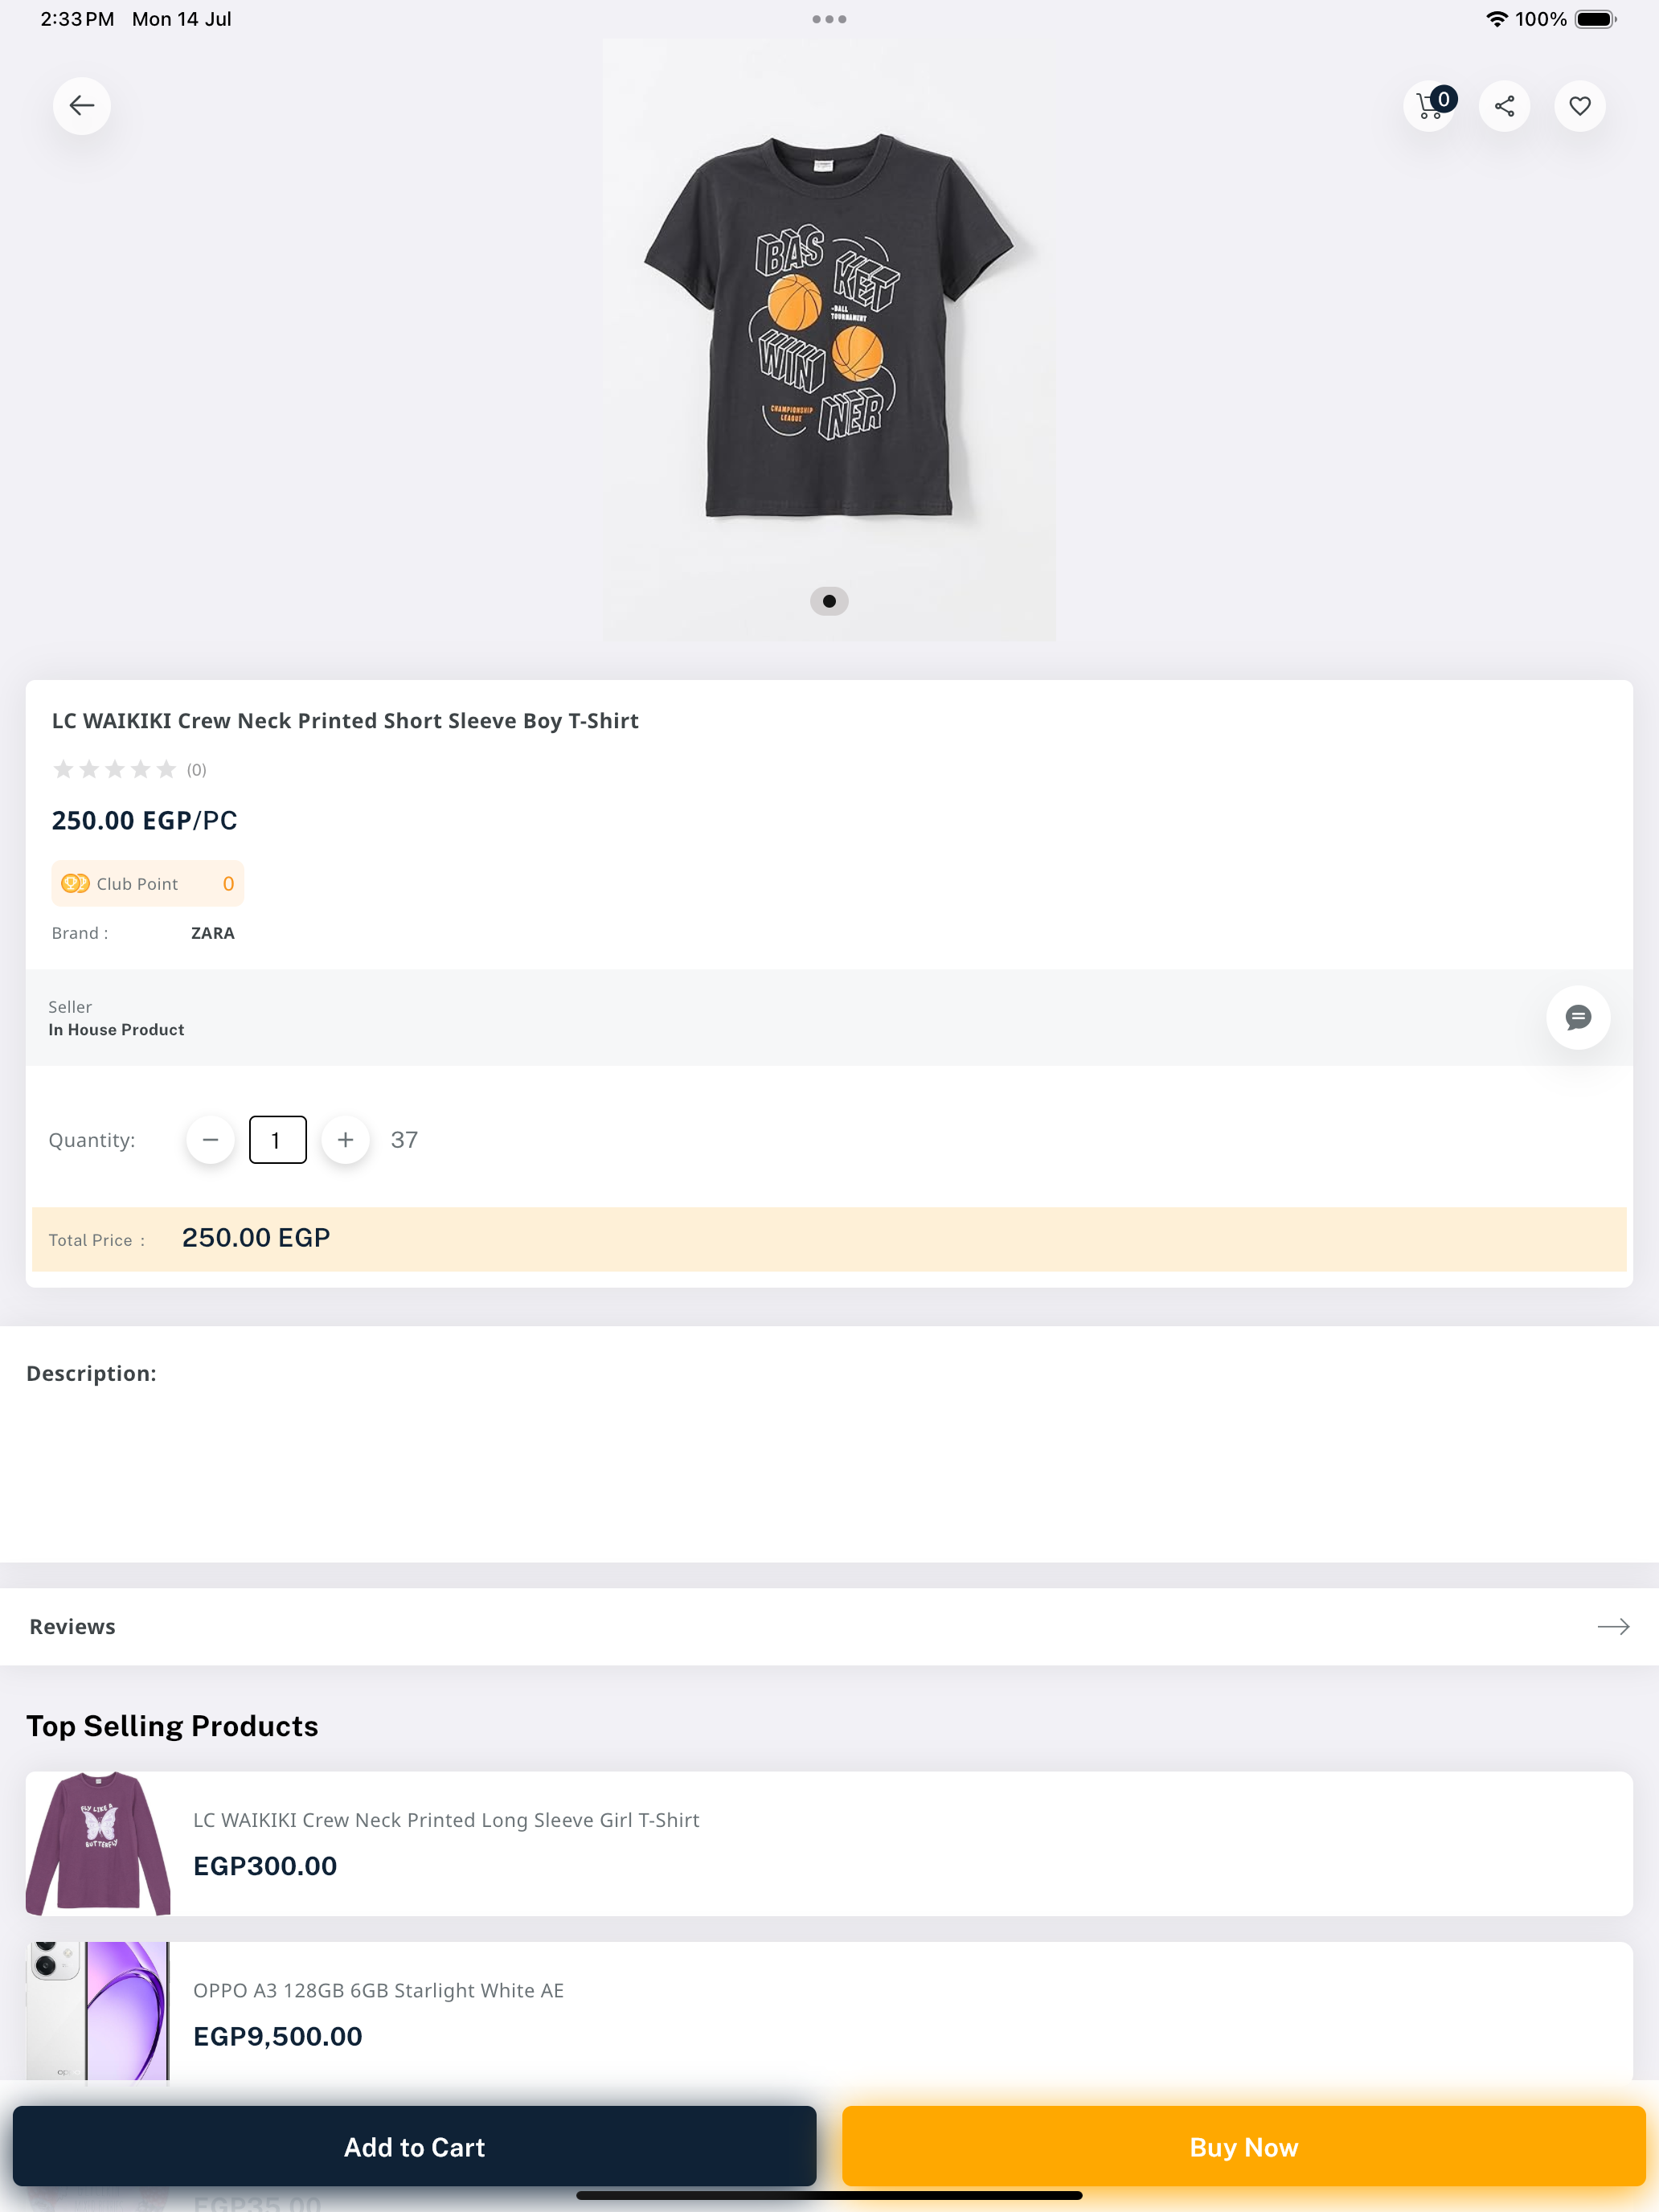 2:33 PM Mon 14 Jul
100%
0
BAS
KET
-BALL
TOURNAMENT
WIN
NER
CHAMPIONSHIP
LEAGUE
LC WAIKIKI Crew Neck Printed Short Sleeve Boy T-Shirt
(0)
250.00 EGP/PC
Club Point 0
Brand : ZARA
Seller
In House Product
Quantity: − 1 + 37
Total Price : 250.00 EGP
Description:
Reviews
Top Selling Products
FLY LIKE A
BUTTERFLY
LC WAIKIKI Crew Neck Printed Long Sleeve Girl T-Shirt
EGP300.00
OPPO A3 128GB 6GB Starlight White AE
EGP9,500.00
Add to Cart
Buy Now
EGP35.00